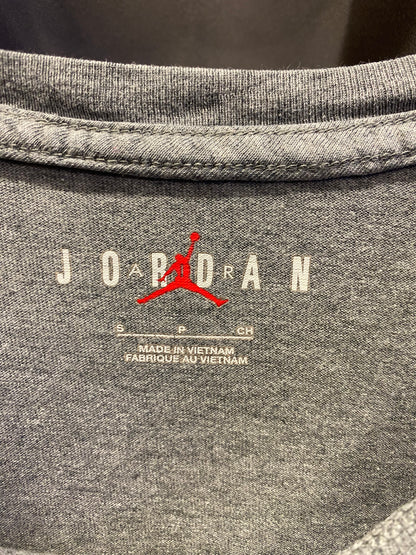 JORDAN
AIR
S P CH
MADE IN VIETNAM
FABRIQUE AU VIETNAM